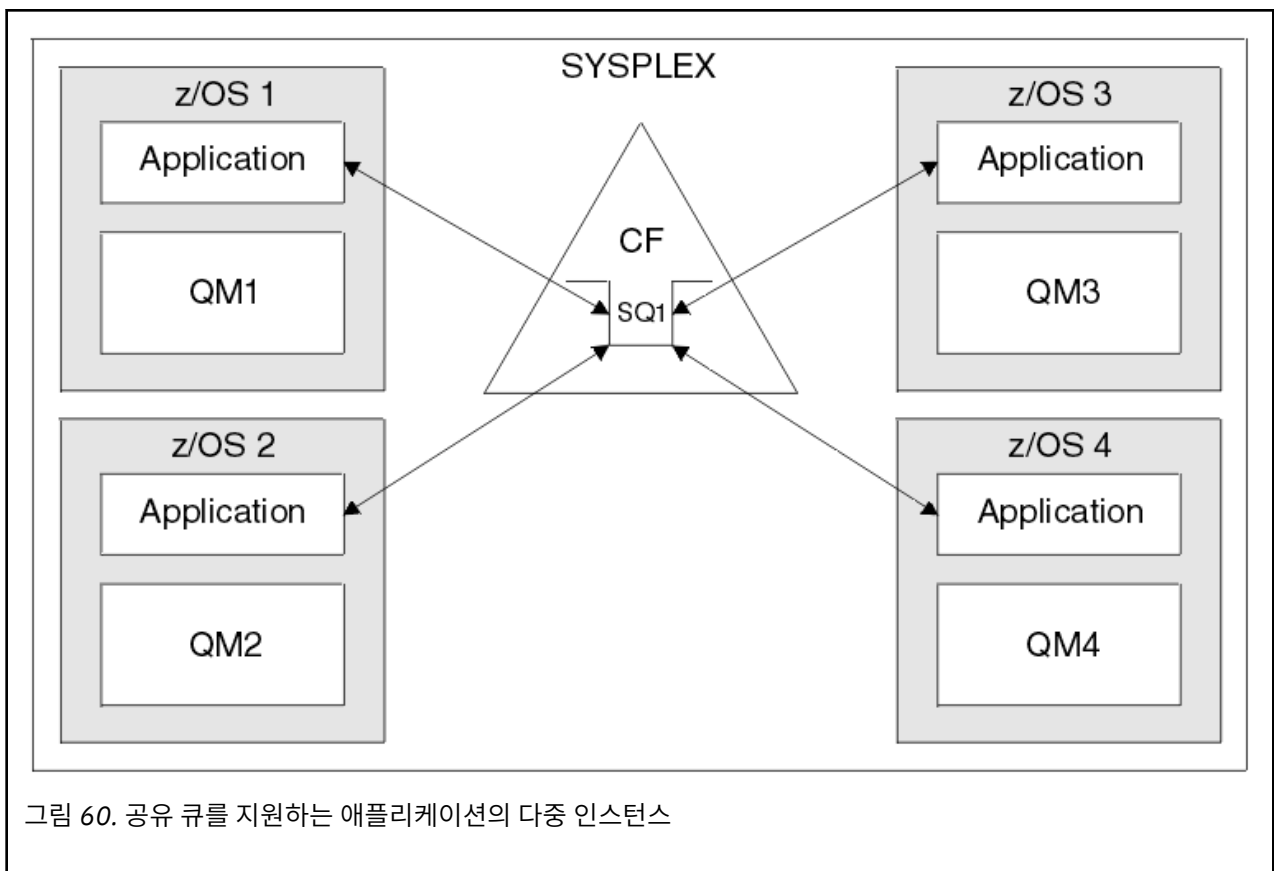 SYSPLEX
z/OS 1
Application
QM1
z/OS 2
Application
QM2
CF
SQ1
z/OS 3
Application
QM3
z/OS 4
Application
QM4
그림 60. 공유 큐를 지원하는 애플리케이션의 다중 인스턴스